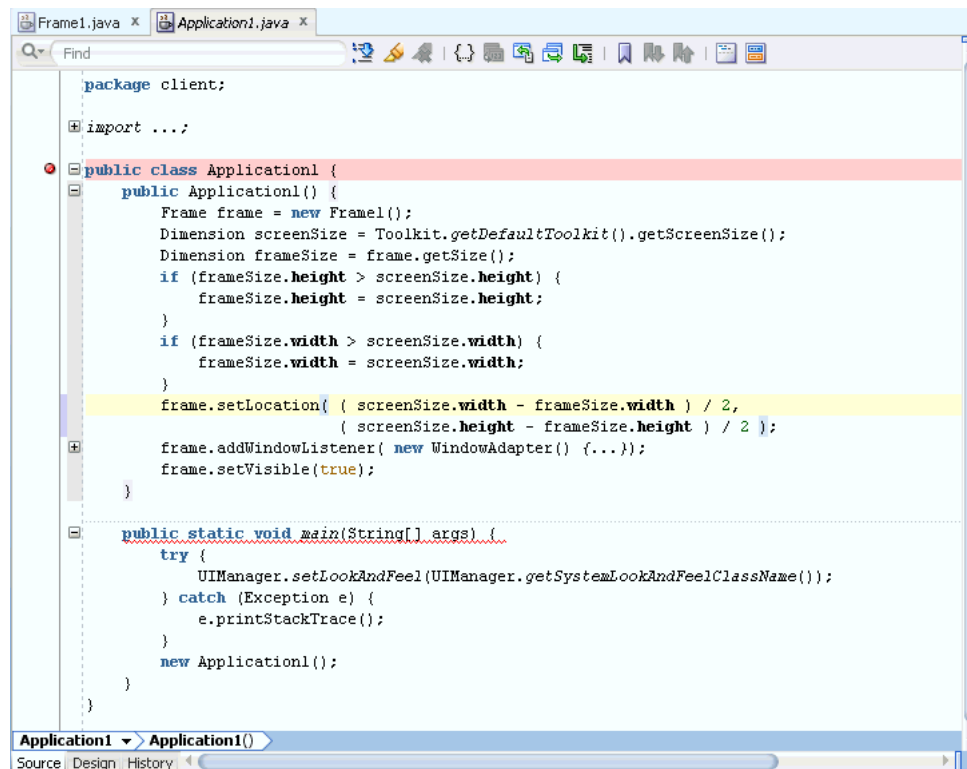 Frame1.java x Application1.java x
Find
package client;
import ...;
public class Application1 {
public Application1() {
Frame frame = new Frame1();
Dimension screenSize = Toolkit.getDefaultToolkit().getScreenSize();
Dimension frameSize = frame.getSize();
if (frameSize.height > screenSize.height) {
frameSize.height = screenSize.height;
}
if (frameSize.width > screenSize.width) {
frameSize.width = screenSize.width;
}
frame.setLocation( ( screenSize.width - frameSize.width ) / 2,
( screenSize.height - frameSize.height ) / 2 );
frame.addWindowListener( new WindowAdapter() {...});
frame.setVisible(true);
}
public static void main(String[] args) {
try {
UIManager.setLookAndFeel(UIManager.getSystemLookAndFeelClassName());
} catch (Exception e) {
e.printStackTrace();
}
new Application1();
}
}
Application1 Application1()
Source Design History